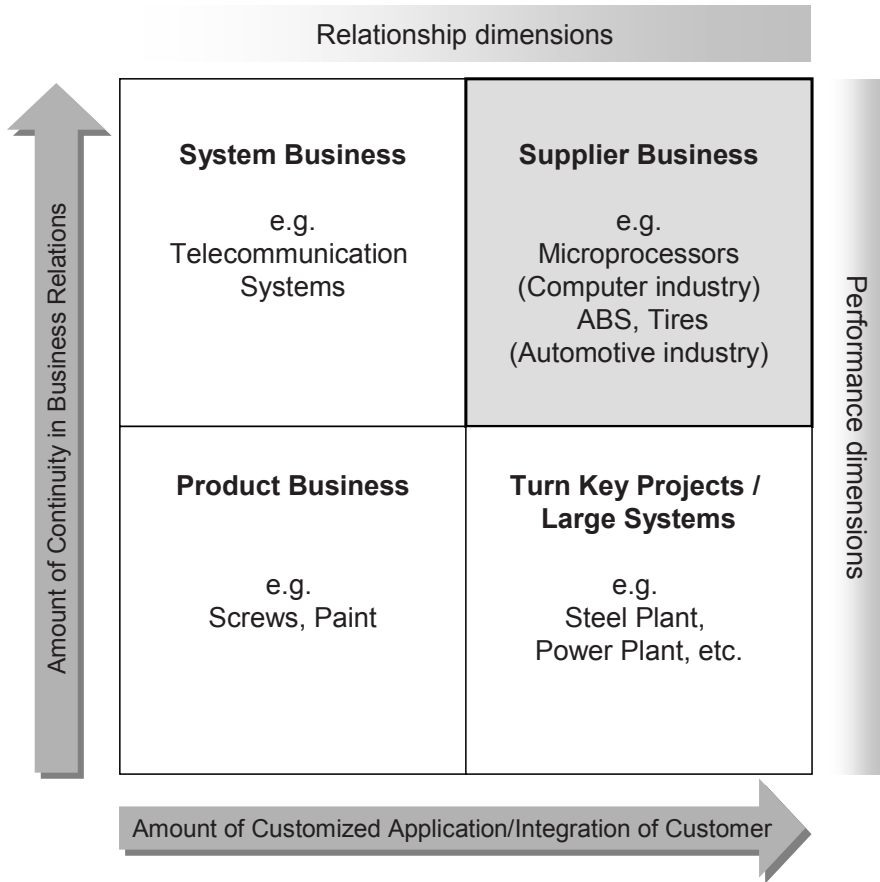 Relationship dimensions
Amount of Continuity in Business Relations
System Business
e.g.
Telecommunication
Systems
Supplier Business
e.g.
Microprocessors
(Computer industry)
ABS, Tires
(Automotive industry)
Performance dimensions
Product Business
e.g.
Screws, Paint
Turn Key Projects /
Large Systems
e.g.
Steel Plant,
Power Plant, etc.
Amount of Customized Application/Integration of Customer